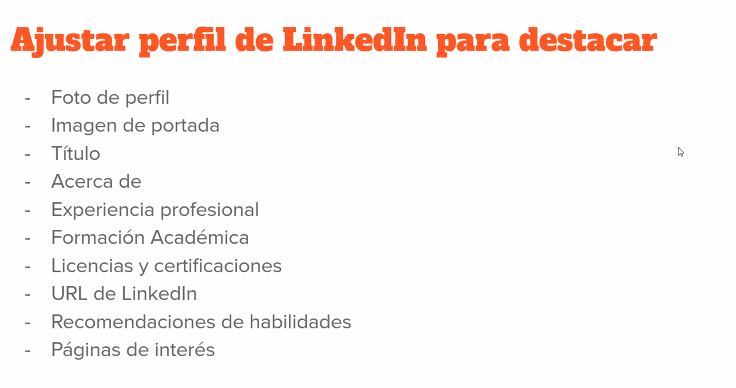 Ajustar perfil de LinkedIn para destacar
- Foto de perfil
- Imagen de portada
- Título
- Acerca de
- Experiencia profesional
- Formación Académica
- Licencias y certificaciones
- URL de LinkedIn
- Recomendaciones de habilidades
- Páginas de interés